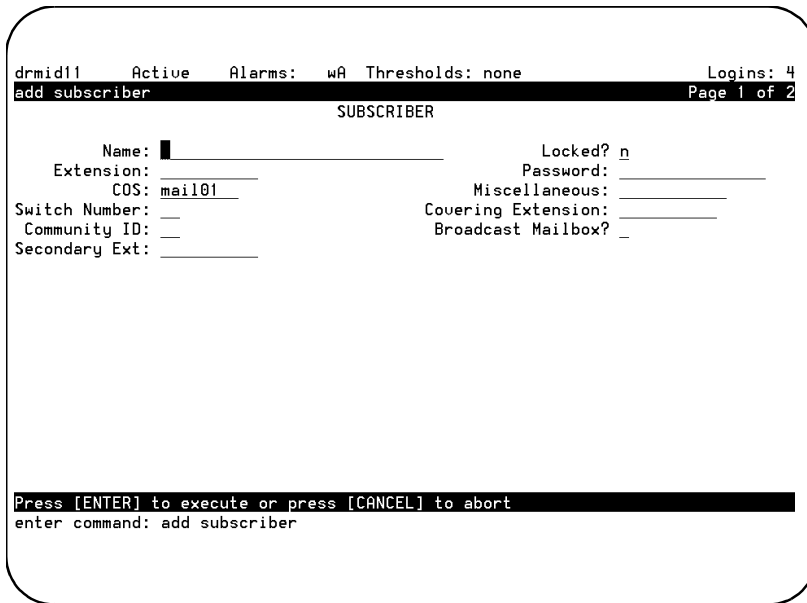 drmid11 Active Alarms: wA Thresholds: none Logins: 4
add subscriber Page 1 of 2
SUBSCRIBER
Name: Locked? n
Extension: Password:
COS: mail01 Miscellaneous:
Switch Number: Covering Extension:
Community ID: Broadcast Mailbox?
Secondary Ext:
Press [ENTER] to execute or press [CANCEL] to abort
enter command: add subscriber